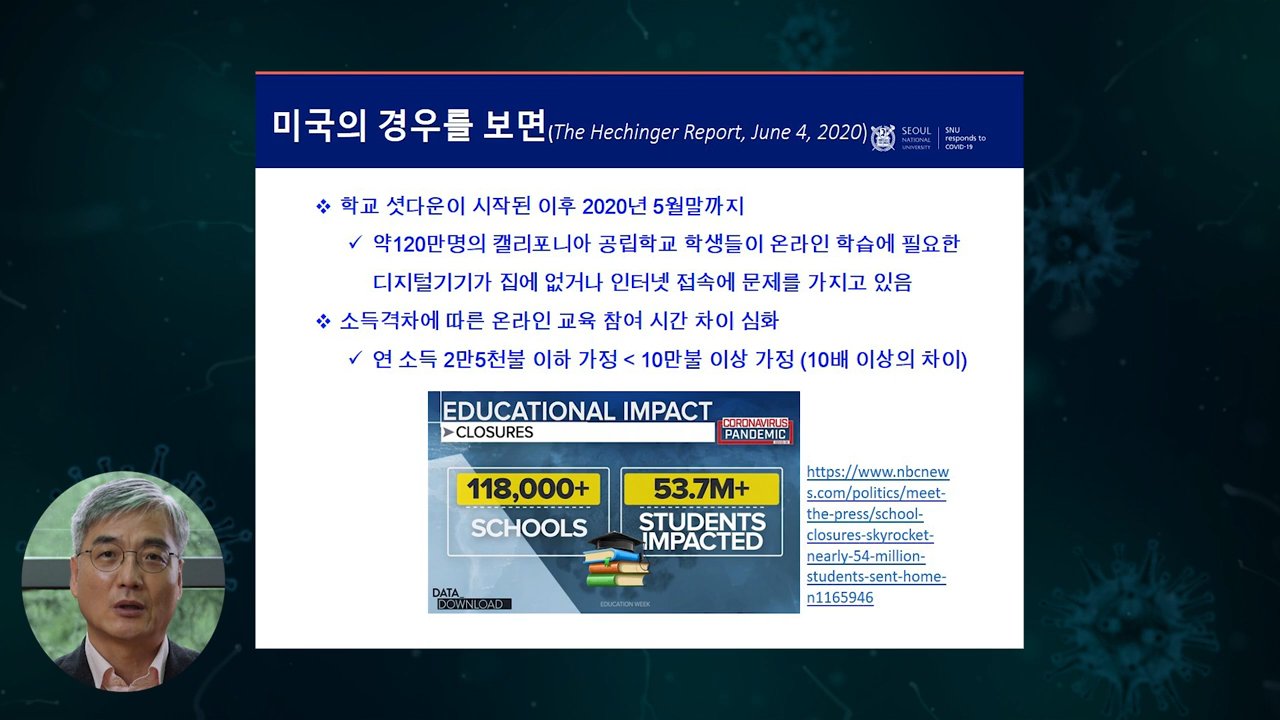 미국의 경우를 보면(The Hechinger Report, June 4, 2020)
SEOUL
NATIONAL
UNIVERSITY
SNU
responds to
COVID-19
❖ 학교 셧다운이 시작된 이후 2020년 5월말까지
✓ 약120만명의 캘리포니아 공립학교 학생들이 온라인 학습에 필요한
디지털기기가 집에 없거나 인터넷 접속에 문제를 가지고 있음
❖ 소득격차에 따른 온라인 교육 참여 시간 차이 심화
✓ 연 소득 2만5천불 이하 가정 < 10만불 이상 가정 (10배 이상의 차이)
EDUCATIONAL IMPACT
➤CLOSURES
CORONAVIRUS
PANDEMIC
118,000+
SCHOOLS
53.7M+
STUDENTS
IMPACTED
DATA
DOWNLOAD
EDUCATION WEEK
https://www.nbcnew
s.com/politics/meet-
the-press/school-
closures-skyrocket-
nearly-54-million-
students-sent-home-
n1165946